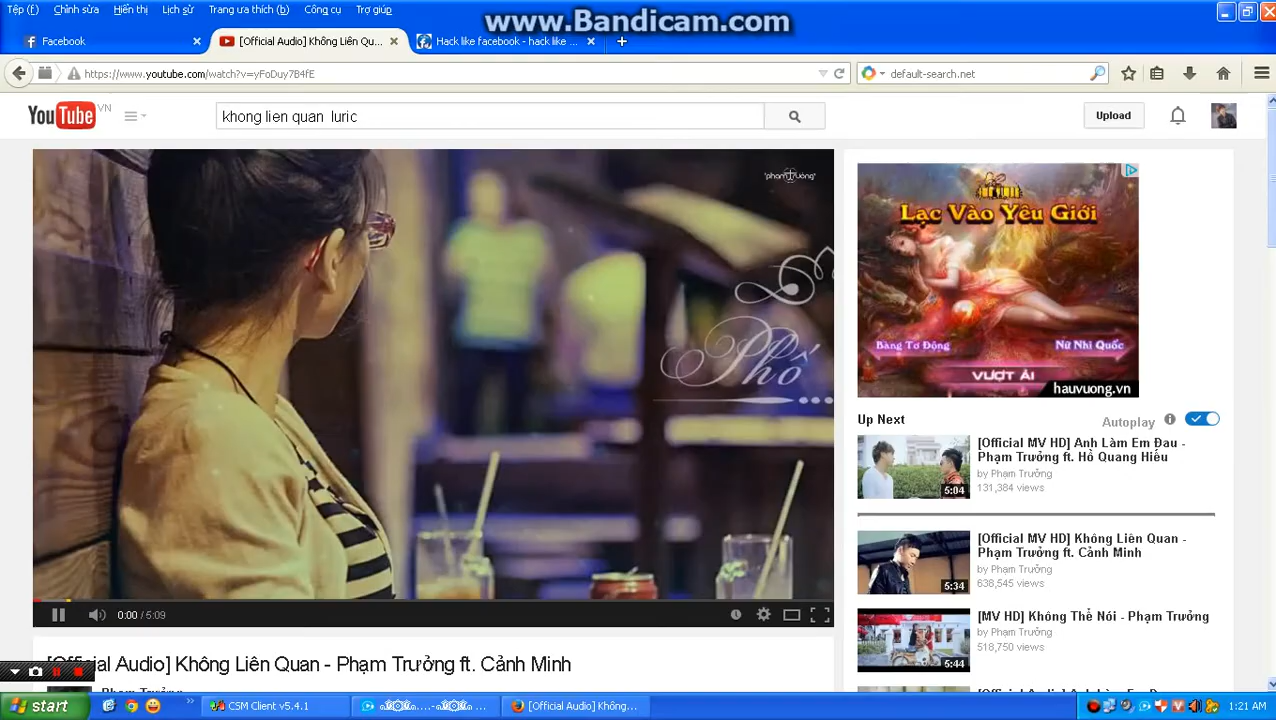 www.Bandicam.com
Tệp (f) Chỉnh sửa Hiển thị Lịch sử Trang ưa thích (b) Công cụ Trợ giúp
Facebook
[Official Audio] Không Liên Qu...
Hack like facebook - hack like ...
https://www.youtube.com/watch?v=yFoDuy7B4fE
default-search.net
YouTube VN
khong lien quan luric
Upload
'phamTrưởng'
Phố
Lạc Vào Yêu Giới
Bàng Tơ Động
Nữ Nhi Quốc
VƯỢT ẢI
hauvuong.vn
Up Next
Autoplay
[Official MV HD] Anh Làm Em Đau -
Phạm Trưởng ft. Hồ Quang Hiếu
by Phạm Trưởng
131,384 views
5:04
[Official MV HD] Không Liên Quan -
Phạm Trưởng ft. Cảnh Minh
by Phạm Trưởng
638,545 views
5:34
[MV HD] Không Thể Nói - Phạm Trưởng
by Phạm Trưởng
518,750 views
5:44
0:00 / 5:09
[Official Audio] Không Liên Quan - Phạm Trưởng ft. Cảnh Minh
Phạm Trưởng
start
CSM Client v5.4.1
[Official Audio] Không...
1:21 AM